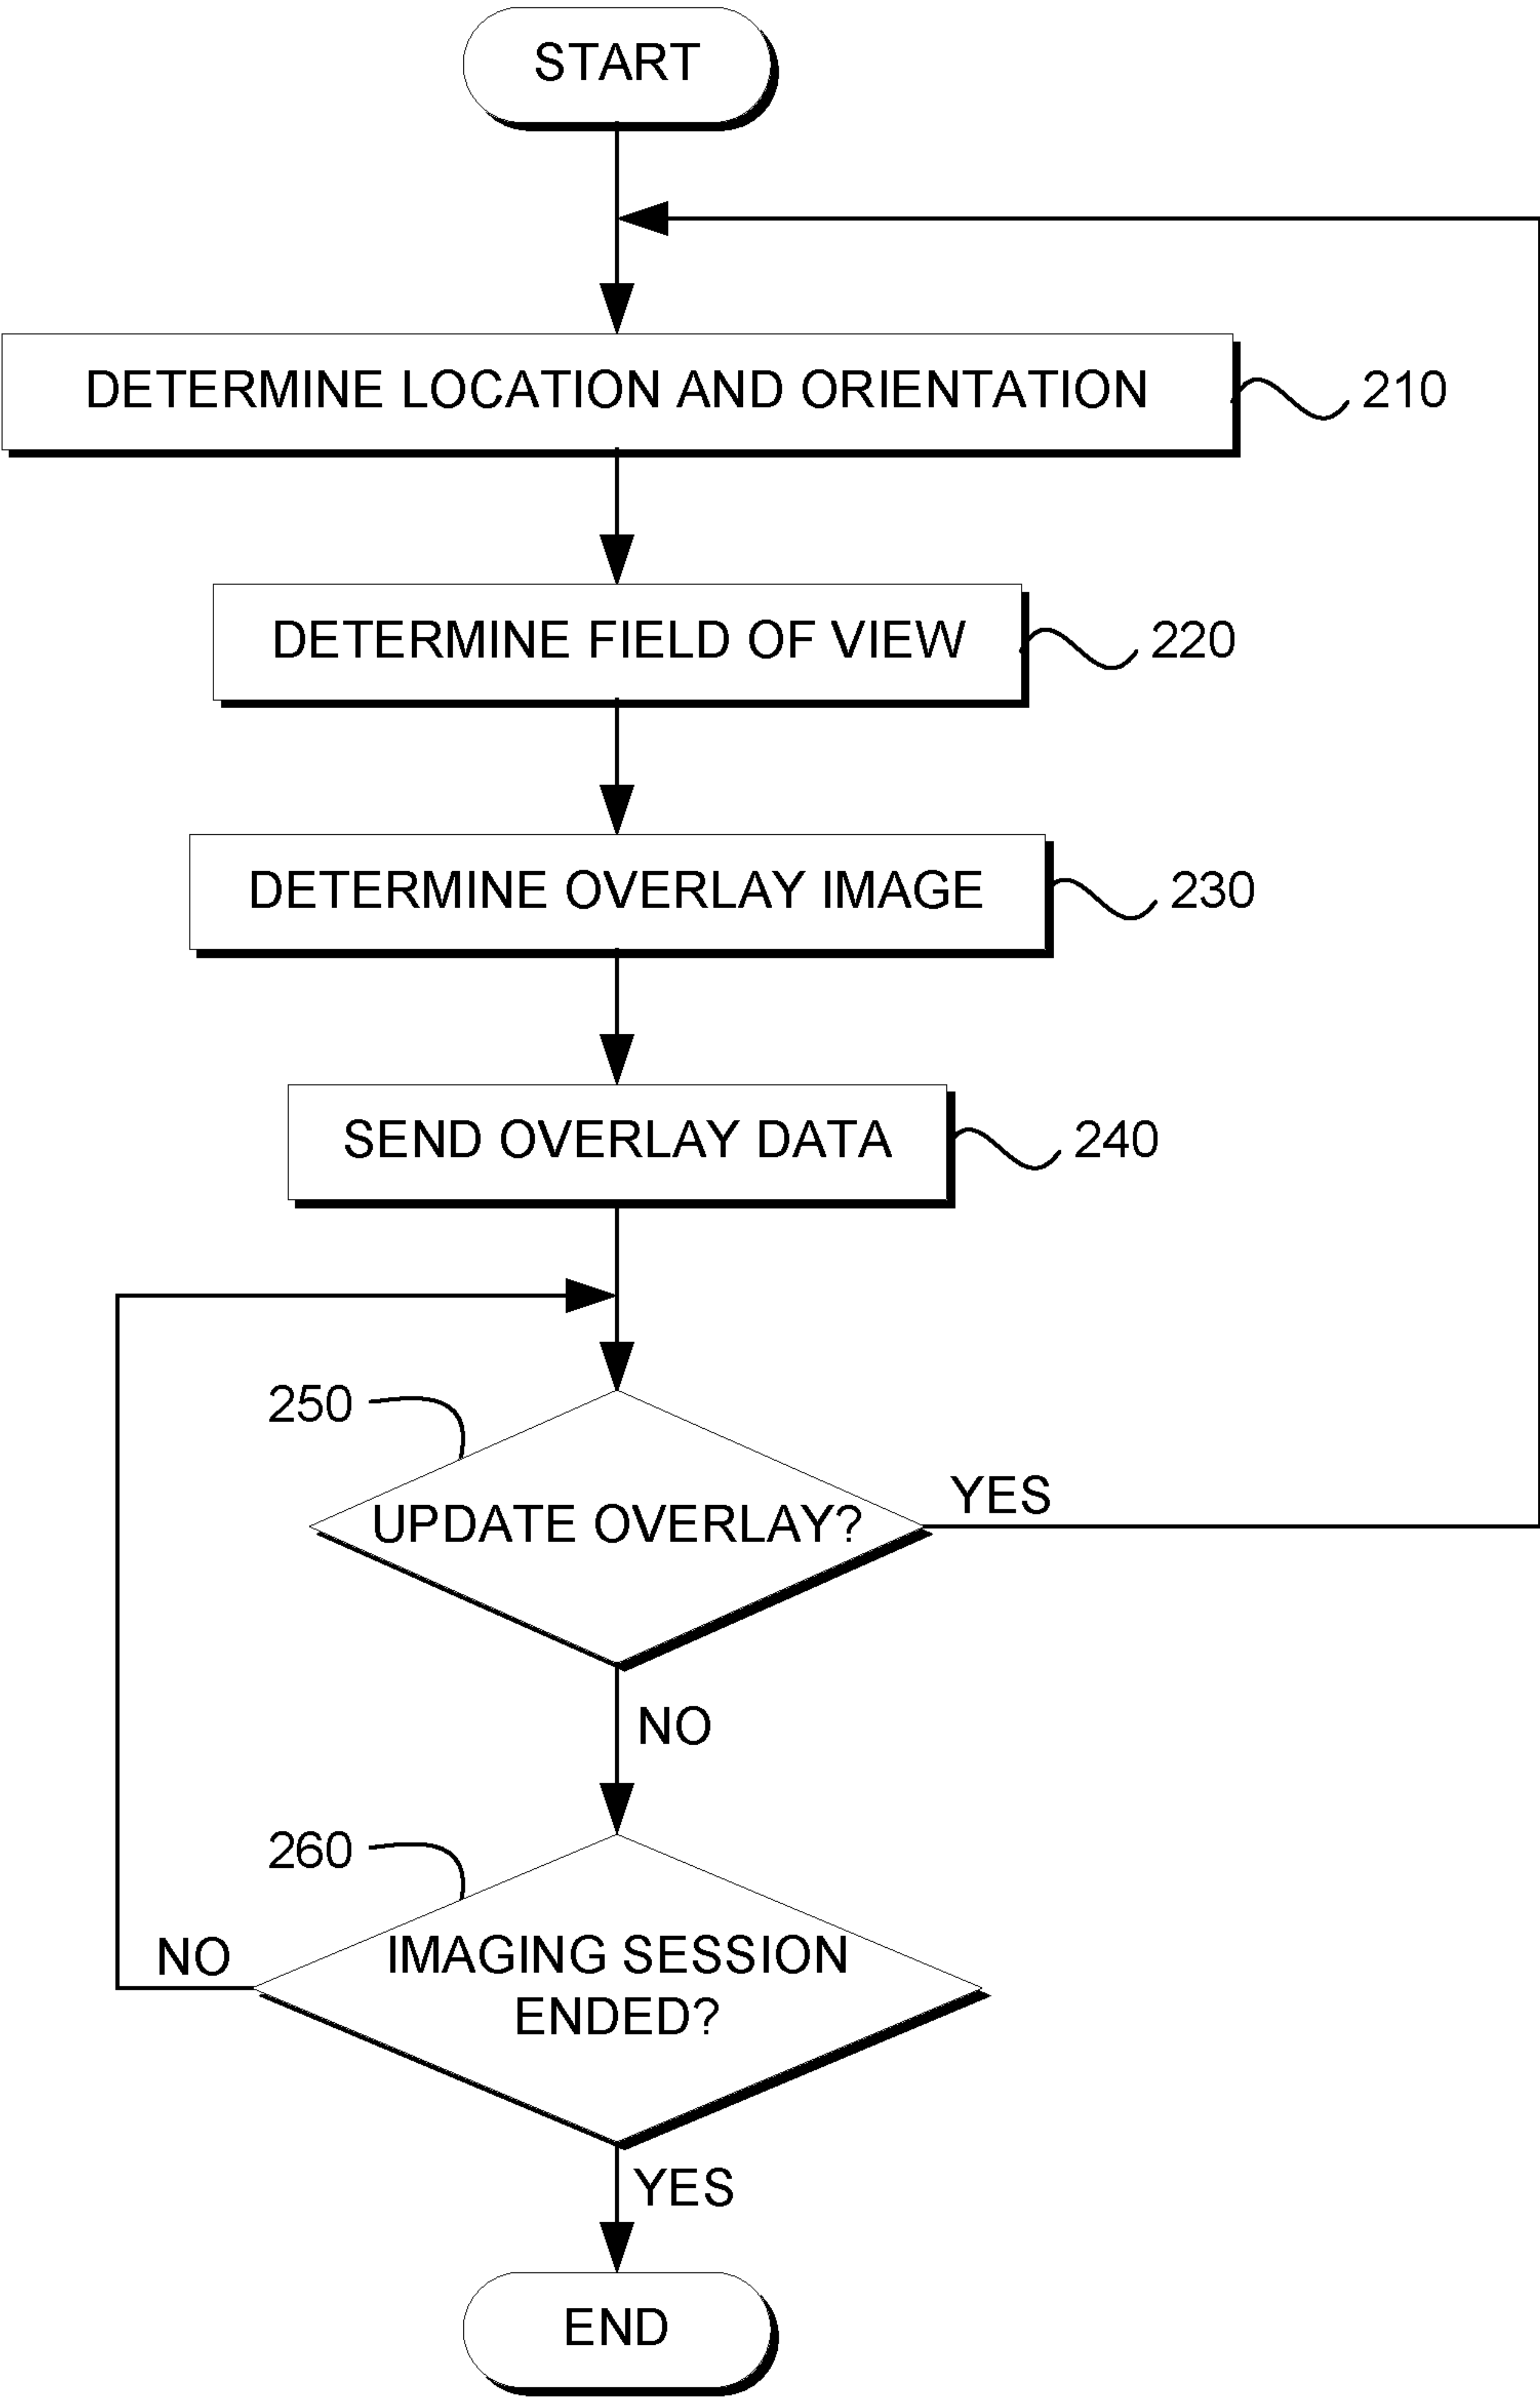 START
DETERMINE LOCATION AND ORIENTATION
210
DETERMINE FIELD OF VIEW
220
DETERMINE OVERLAY IMAGE
230
SEND OVERLAY DATA
240
250
UPDATE OVERLAY?
YES
NO
260
IMAGING SESSION
ENDED?
NO
YES
END